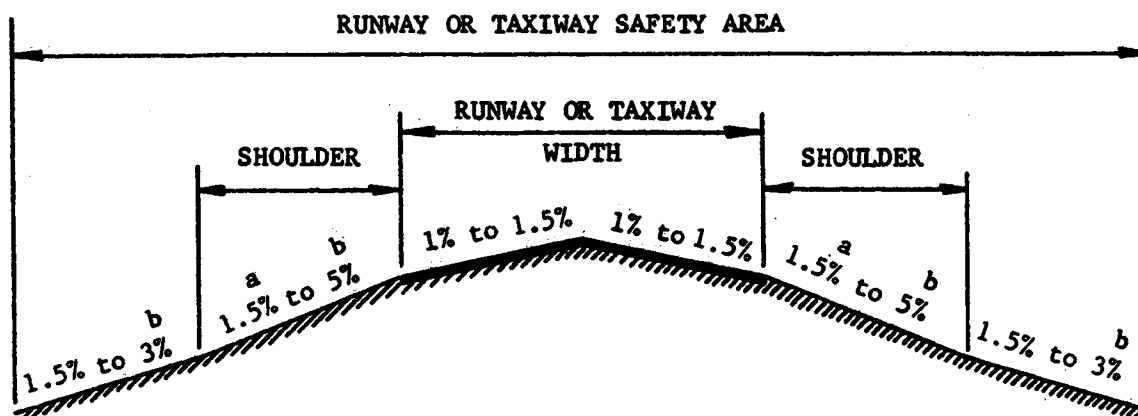 RUNWAY OR TAXIWAY SAFETY AREA
RUNWAY OR TAXIWAY
WIDTH
SHOULDER
SHOULDER
1% to 1.5%
1% to 1.5%
a b
1.5% to 5%
a b
1.5% to 5%
b
1.5% to 3%
b
1.5% to 3%